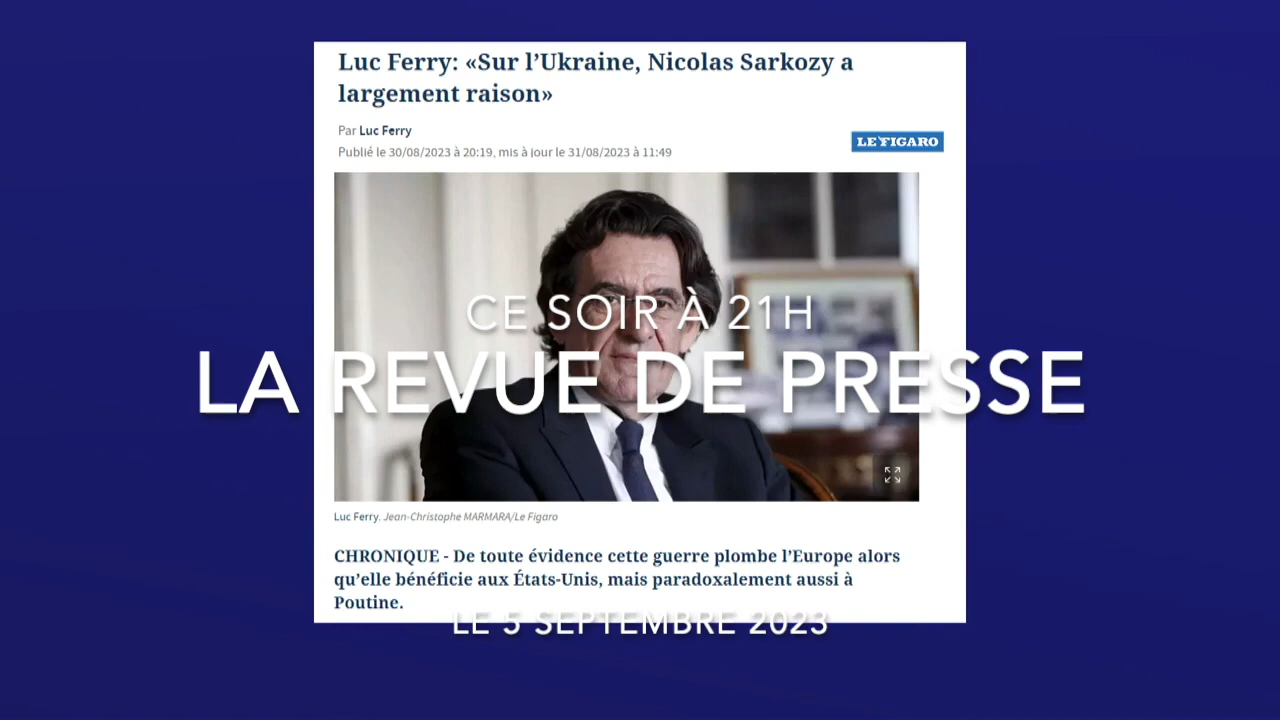 Luc Ferry: «Sur l’Ukraine, Nicolas Sarkozy a
largement raison»
Par Luc Ferry
Publié le 30/08/2023 à 20:19, mis à jour le 31/08/2023 à 11:49
LE FIGARO
CE SOIR À 21H
LA REVUE DE PRESSE
Luc Ferry. Jean-Christophe MARMARA/Le Figaro
CHRONIQUE - De toute évidence cette guerre plombe l’Europe alors
qu’elle bénéficie aux États-Unis, mais paradoxalement aussi à
Poutine.
LE 5 SEPTEMBRE 2023